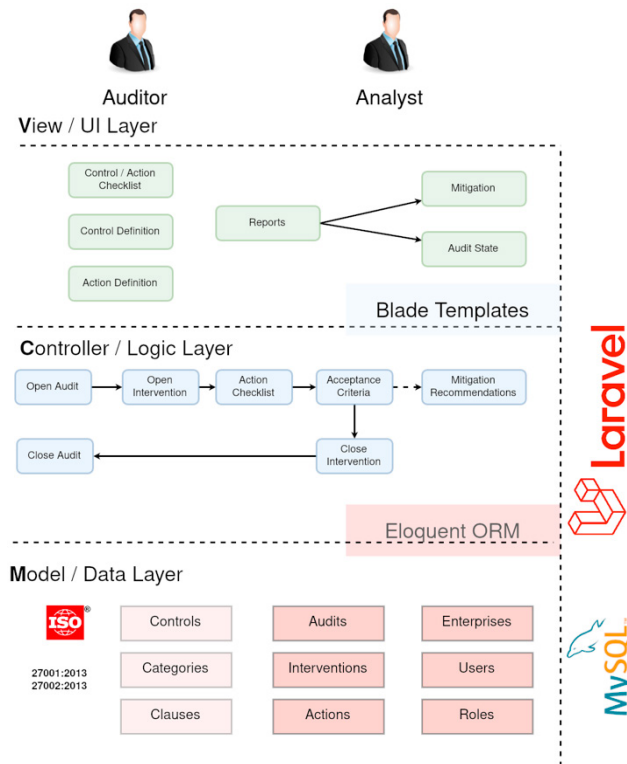 Auditor
Analyst
View / UI Layer
Control / Action
Checklist
Control Definition
Action Definition
Reports
Mitigation
Audit State
Blade Templates
Controller / Logic Layer
Open Audit
Open
Intervention
Action
Checklist
Acceptance
Criteria
Mitigation
Recommendations
Close Audit
Close
Intervention
Eloquent ORM
Laravel
Model / Data Layer
ISO®
27001:2013
27002:2013
Controls
Audits
Enterprises
Categories
Interventions
Users
Clauses
Actions
Roles
MySQL™